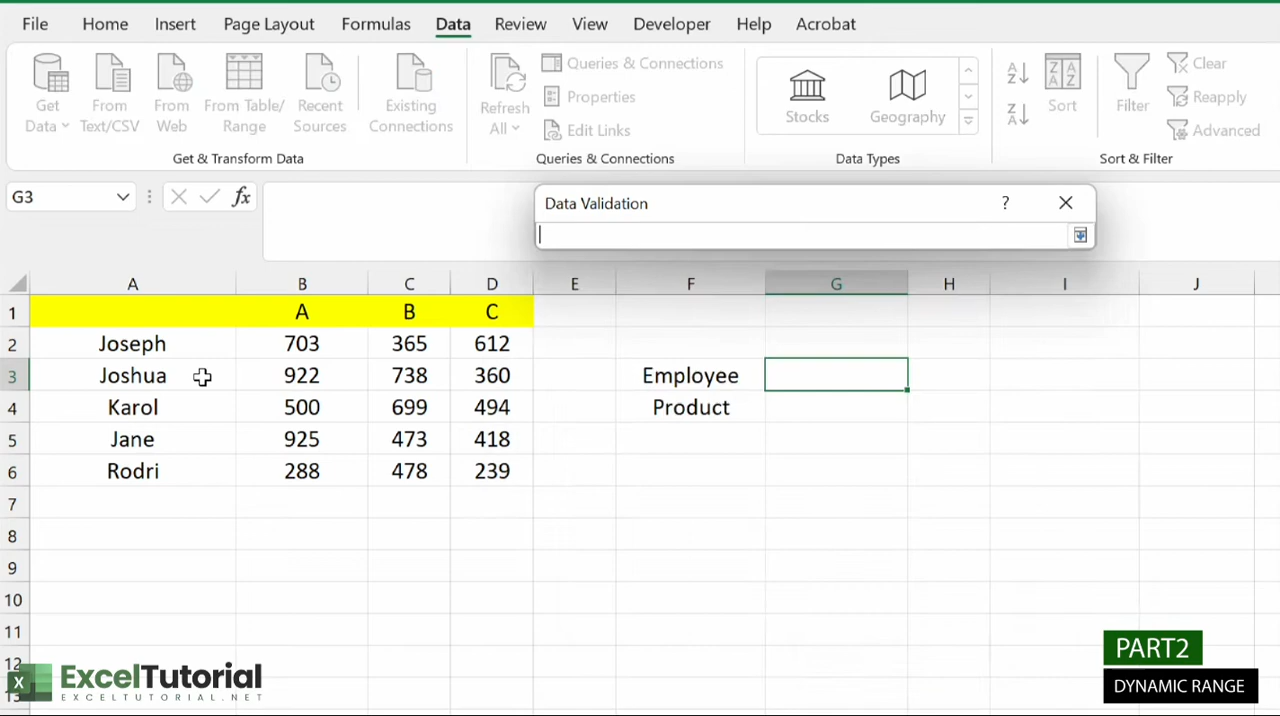 File Home Insert Page Layout Formulas Data Review View Developer Help Acrobat
Get Data From Text/CSV From Web From Table/ Range Recent Sources Existing Connections
Get & Transform Data
Refresh All Queries & Connections Properties Edit Links
Queries & Connections
Stocks Geography
Data Types
A Z Z A Sort Z A A Z Filter Clear Reapply Advanced
Sort & Filter
G3 fx
Data Validation ?
A B C D E F G H I J
1 A B C
2 Joseph 703 365 612
3 Joshua 922 738 360 Employee
4 Karol 500 699 494 Product
5 Jane 925 473 418
6 Rodri 288 478 239
7
8
9
10
11
12
X ExcelTutorial
EXCELTUTORIAL.NET
PART2
DYNAMIC RANGE